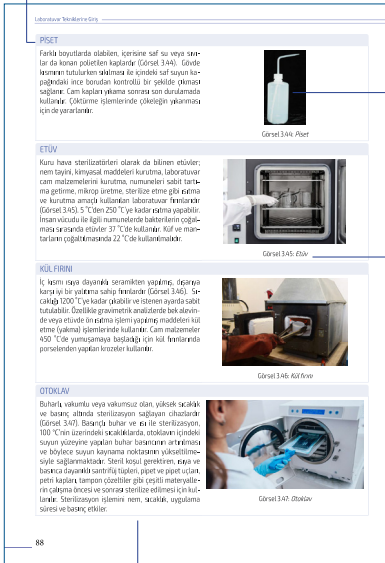 Laboratuvar Tekniklerine Giriş
PİSET
Farklı boyutlarda olabilen, içerisine saf su veya sıvı-
lar da konan polietilen kaplardır (Görsel 3.44). Gövde
kısmının tutulurken sıkılması ile içindeki saf suyun ka-
pağındaki ince borudan kontrollü bir şekilde çıkması
sağlanır. Cam kapları yıkama sonrası son durulamada
kullanılır. Çöktürme işlemlerinde çökeleğin yıkanması
için de yararlanılır.
Görsel 3.44: Piset
ETÜV
Kuru hava sterilizatörleri olarak da bilinen etüvler;
nem tayini, kimyasal maddeleri kurutma, laboratuvar
cam malzemelerini kurutma, numuneleri sabit tartı-
ma getirme, mikrop üretme, sterilize etme gibi ısıtma
ve kurutma amaçlı kullanılan laboratuvar fırınlarıdır
(Görsel 3.45). 5 °C'den 250 °C'ye kadar ısıtma yapabilir.
İnsan vücudu ile ilgili numunelerde bakterilerin çoğal-
ması sırasında etüvler 37 °C'de kullanılır. Küf ve man-
tarların çoğaltılmasında 22 °C'de kullanılmalıdır.
Görsel 3.45: Etüv
KÜL FIRINI
İç kısmı ısıya dayanıklı seramikten yapılmış, dışarıya
karşı iyi bir yalıtıma sahip fırınlardır (Görsel 3.46). Sı-
caklığı 1200 °C'ye kadar çıkabilir ve istenen ayarda sabit
tutulabilir. Özellikle gravimetrik analizlerde bek alevin-
de veya etüvde ön ısıtma işlemi yapılmış maddeleri kül
etme (yakma) işlemlerinde kullanılır. Cam malzemeler
450 °C'de yumuşamaya başladığı için kül fırınlarında
porselenden yapılan krozeler kullanılır.
Görsel 3.46: Kül fırını
OTOKLAV
Buharlı, vakumlu veya vakumsuz olan, yüksek sıcaklık
ve basınç altında sterilizasyon sağlayan cihazlardır
(Görsel 3.47). Basınçlı buhar ve ısı ile sterilizasyon,
100 °C'nin üzerindeki sıcaklıklarda, otoklavın içindeki
suyun yüzeyine yapılan buhar basıncının artırılması
ve böylece suyun kaynama noktasının yükseltilme-
siyle sağlanmaktadır. Steril koşul gerektiren, ısıya ve
basınca dayanıklı santrifüj tüpleri, pipet ve pipet uçları,
petri kapları, tampon çözeltiler gibi çeşitli materyalle-
rin çalışma öncesi ve sonrası sterilize edilmesi için kul-
lanılır. Sterilizasyon işlemini nem, sıcaklık, uygulama
süresi ve basınç etkiler.
Görsel 3.47: Otoklav
88